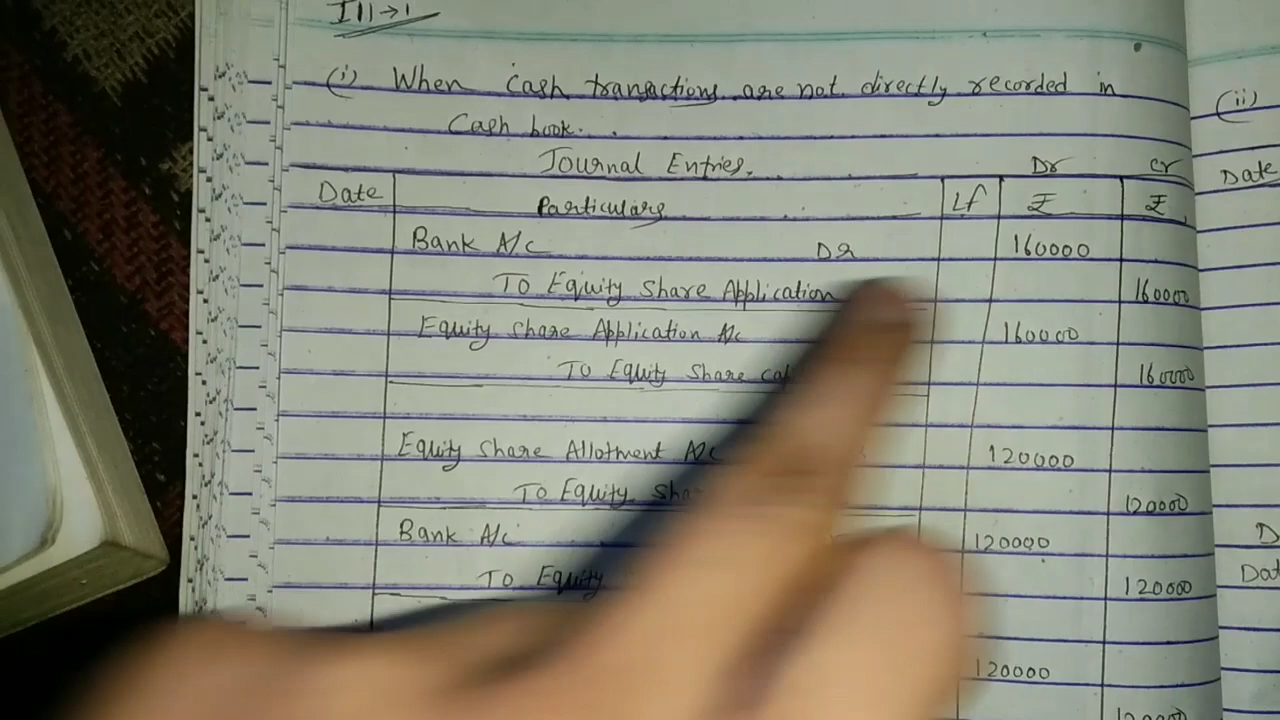 Ill → 1
(i) When Cash transactions are not directly recorded in
Cash book.
Journal Entries. Dr Cr
Date Particulars Lf ₹ ₹
Bank A/c Dr 160000
To Equity Share Application 160000
Equity Share Application A/c 160000
To Equity Share 160000
Equity Share Allotment A/c 120000
To Equity 120000
Bank A/c 120000
To Equity 120000
120000
(ii)
Date